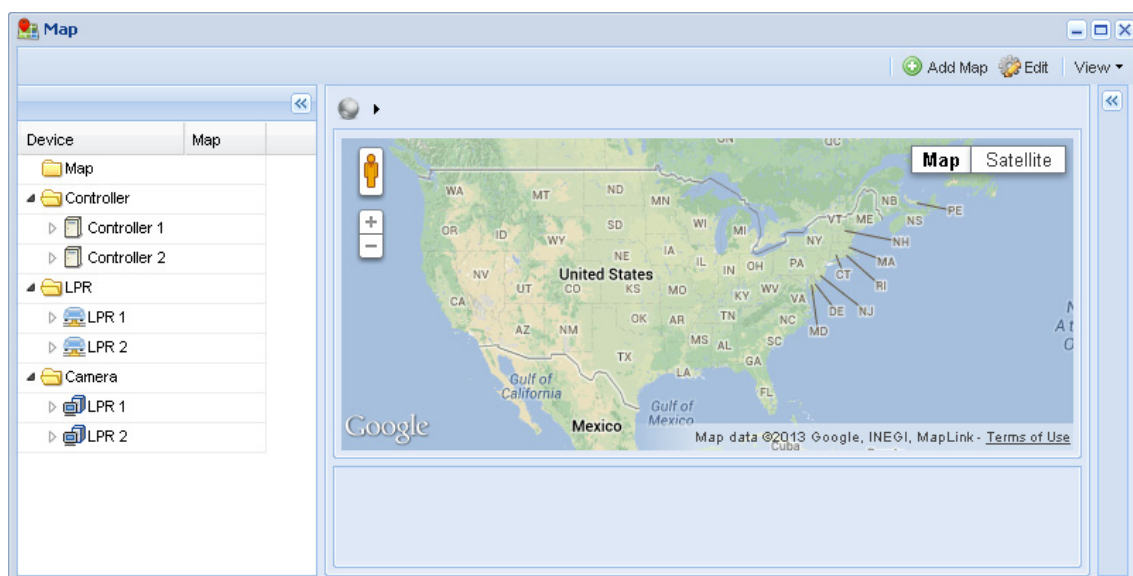 Map
Add Map Edit View
Device Map
Map
Controller
Controller 1
Controller 2
LPR
LPR 1
LPR 2
Camera
LPR 1
LPR 2
Map Satellite
WA MT ND MN NB PE
OR ID WY SD WI MI VT ME NS
NY NH
NV UT CO NE IA IL IN OH PA MA
United States
KS MO KY WV CT RI
CA VA DE NJ
AZ NM OK AR TN NC MD
MS AL SC
TX GA
LA
Gulf of
California
FL
Gulf of
Mexico
Mexico
Google
Cuba
Map data ©2013 Google, INEGI, MapLink - Terms of Use